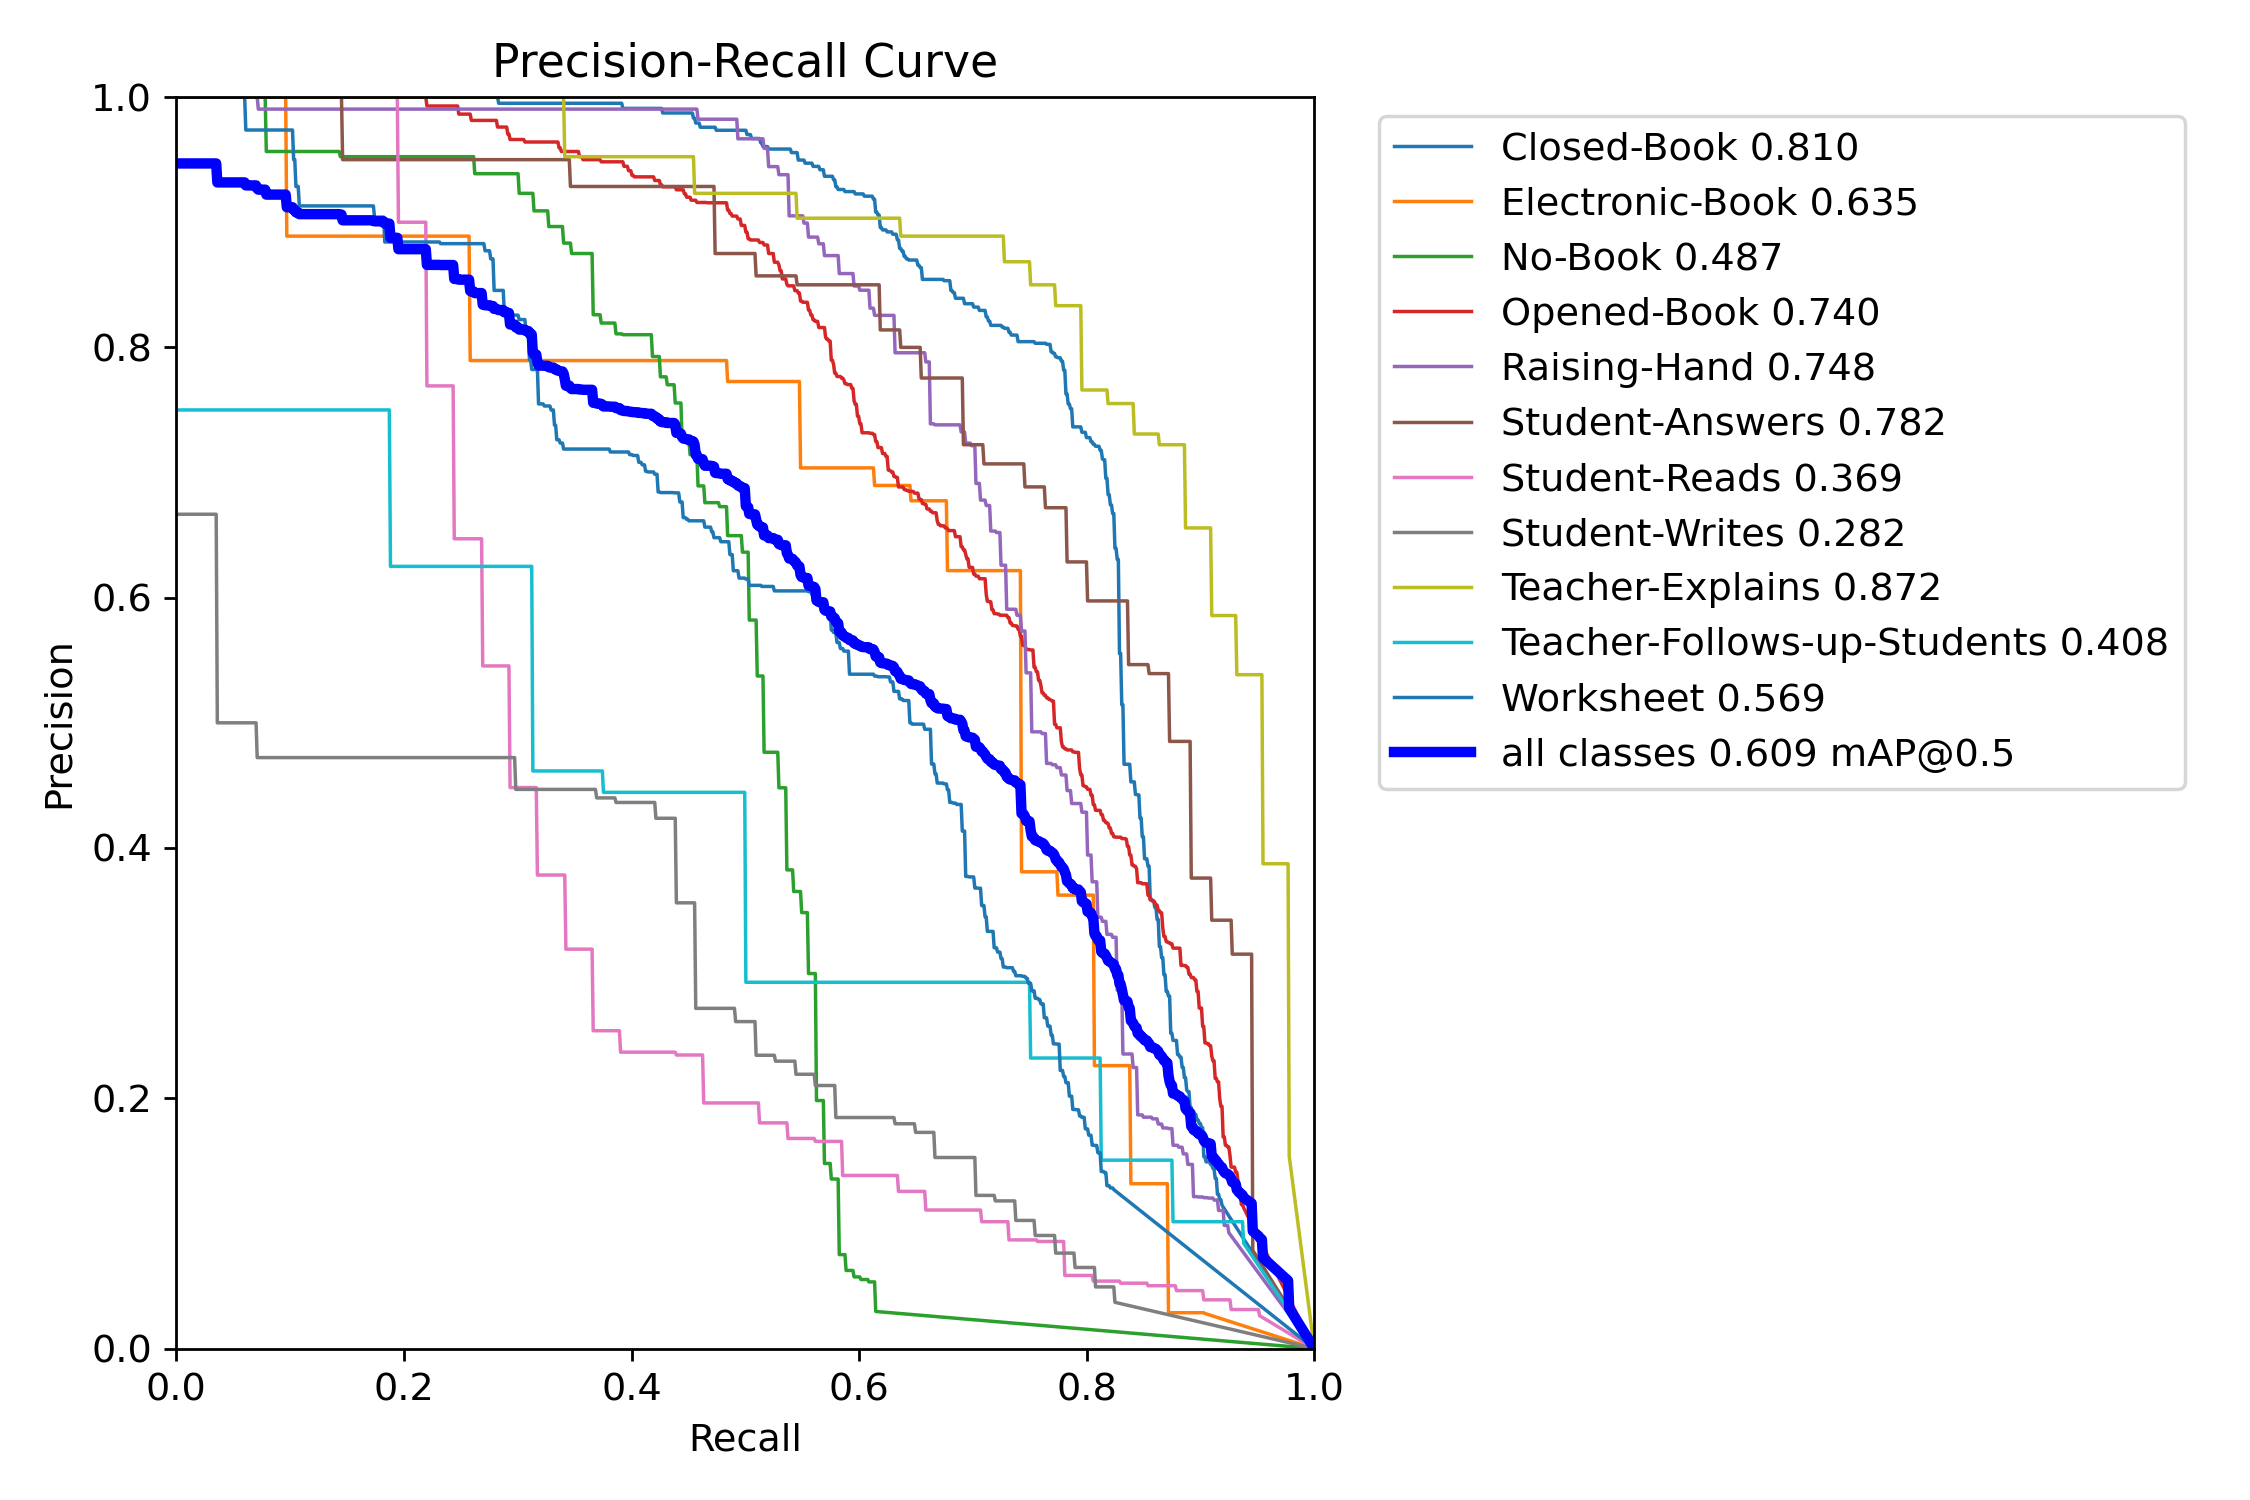 Precision-Recall Curve
1.0
0.8
0.6
0.4
0.2
0.0
Precision
0.0 0.2 0.4 0.6 0.8 1.0
Recall
Closed-Book 0.810
Electronic-Book 0.635
No-Book 0.487
Opened-Book 0.740
Raising-Hand 0.748
Student-Answers 0.782
Student-Reads 0.369
Student-Writes 0.282
Teacher-Explains 0.872
Teacher-Follows-up-Students 0.408
Worksheet 0.569
all classes 0.609 mAP@0.5